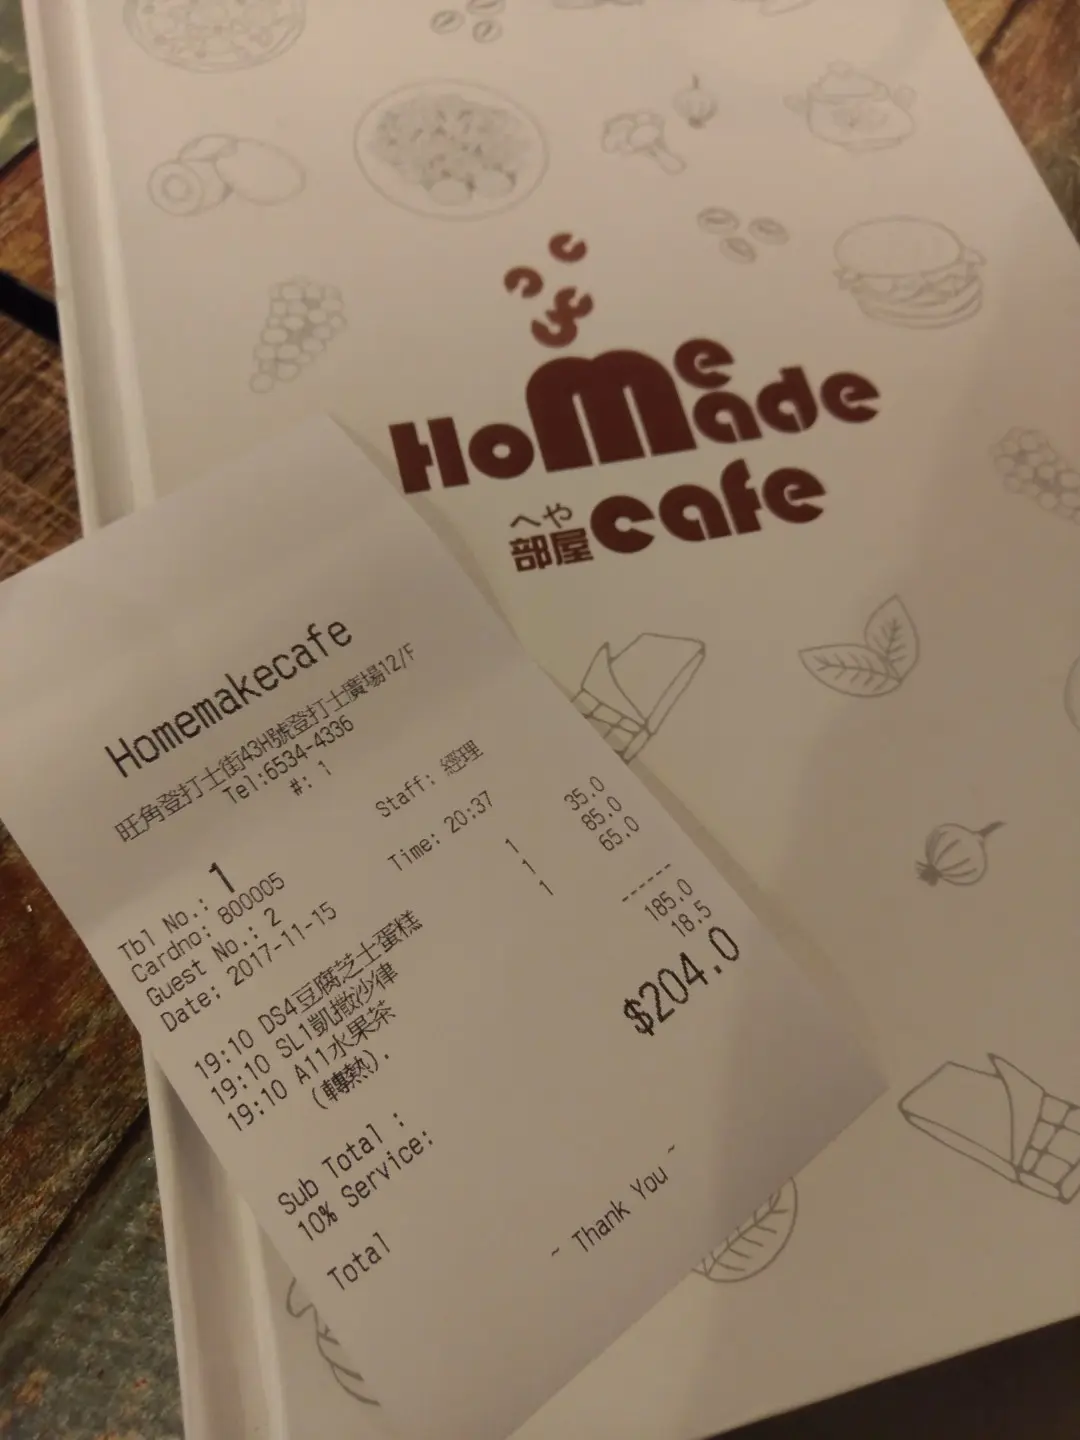 HoMemade
へや
部屋 cafe
Homemakecafe
旺角登打士街43H號登打士廣場12/F
Tel:6534-4336
#: 1
Staff: 經理
Tbl No.: 1
Cardno: 800005
Guest No.: 2
Date: 2017-11-15 Time: 20:37
19:10 DS4豆腐芝士蛋糕 1 35.0
19:10 SL1凱撒沙律 1 85.0
19:10 A11水果茶 1 65.0
(轉熱).
------
Sub Total : 185.0
10% Service: 18.5
Total $204.0
~ Thank You ~